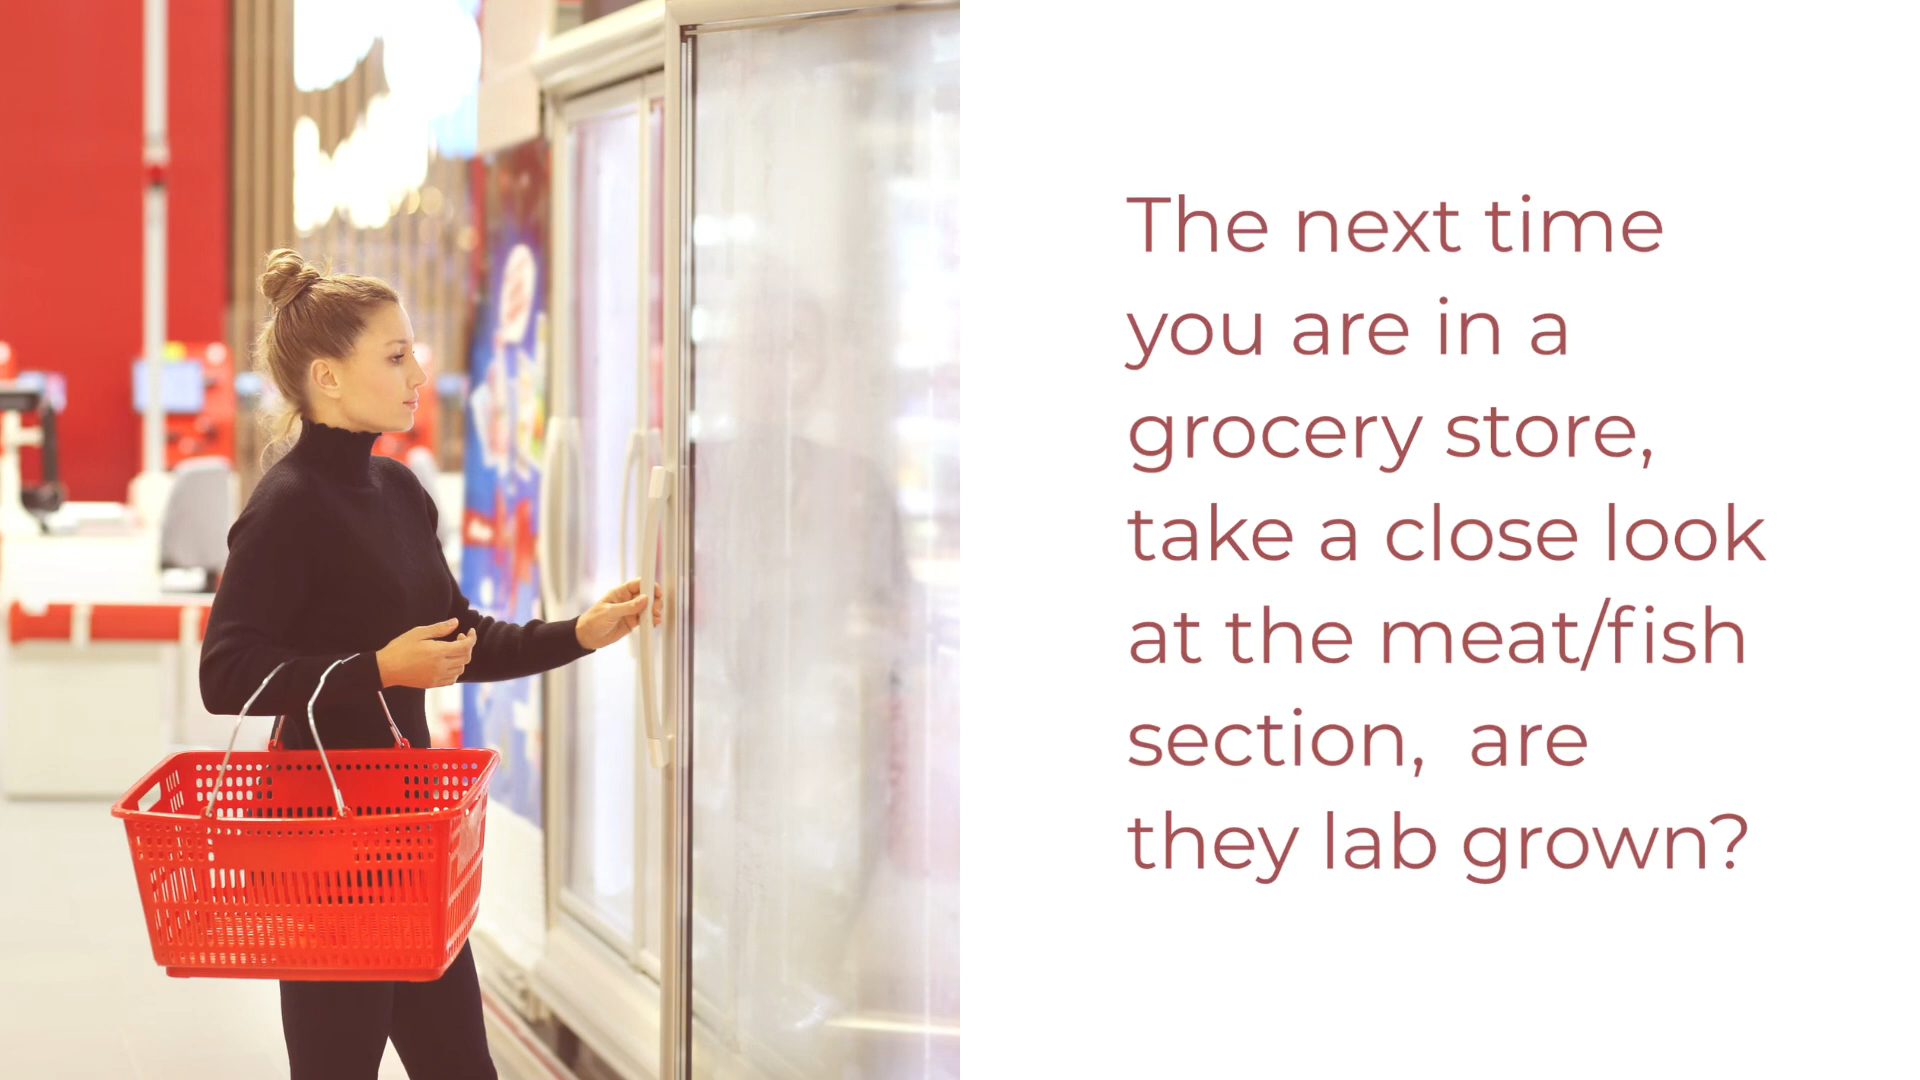 The next time
you are in a
grocery store,
take a close look
at the meat/fish
section,  are
they lab grown?